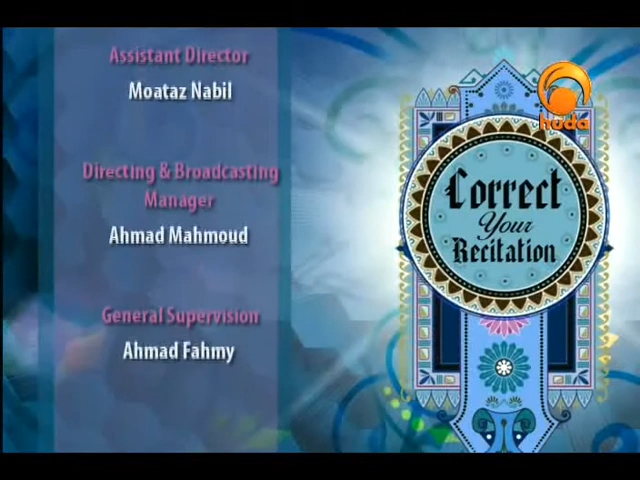 Assistant Director
Moataz Nabil
Directing & Broadcasting
Manager
Ahmad Mahmoud
General Supervision
Ahmad Fahmy
huda
Correct
Your
Recitation